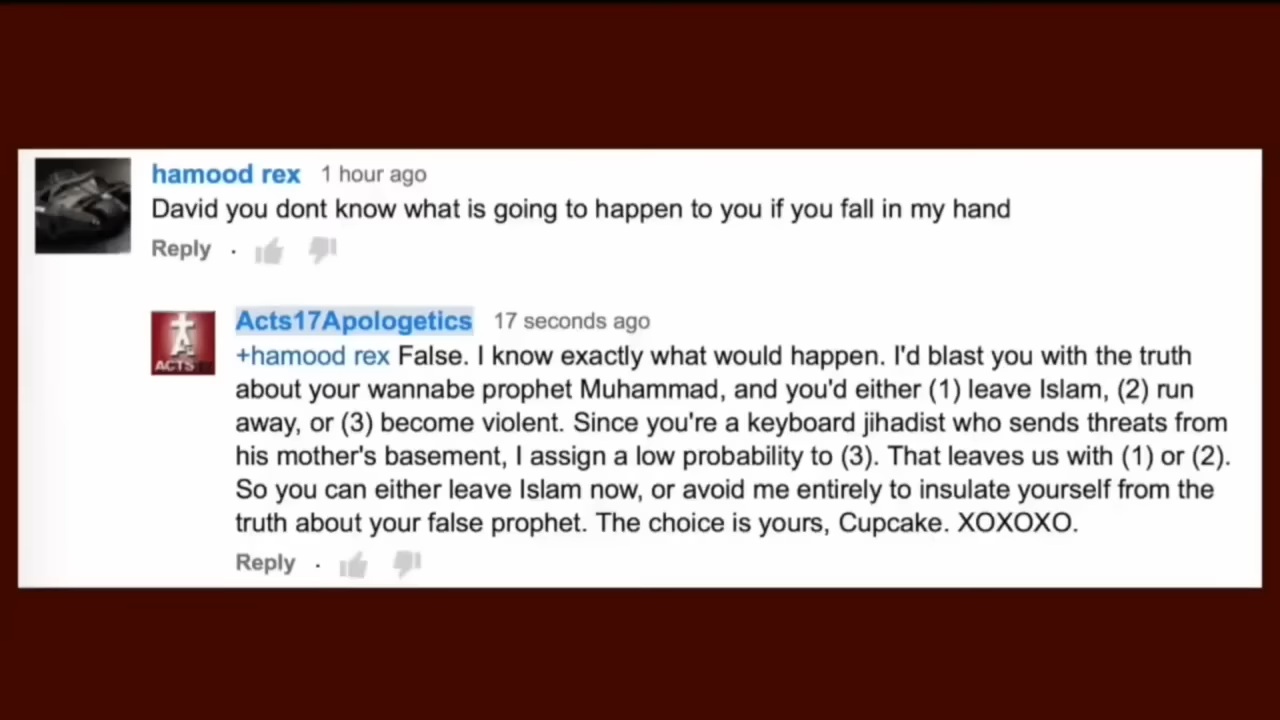 hamood rex 1 hour ago
David you dont know what is going to happen to you if you fall in my hand
Reply ·
Acts17Apologetics 17 seconds ago
ACTS
+hamood rex False. I know exactly what would happen. I'd blast you with the truth
about your wannabe prophet Muhammad, and you'd either (1) leave Islam, (2) run
away, or (3) become violent. Since you're a keyboard jihadist who sends threats from
his mother's basement, I assign a low probability to (3). That leaves us with (1) or (2).
So you can either leave Islam now, or avoid me entirely to insulate yourself from the
truth about your false prophet. The choice is yours, Cupcake. XOXOXO.
Reply ·